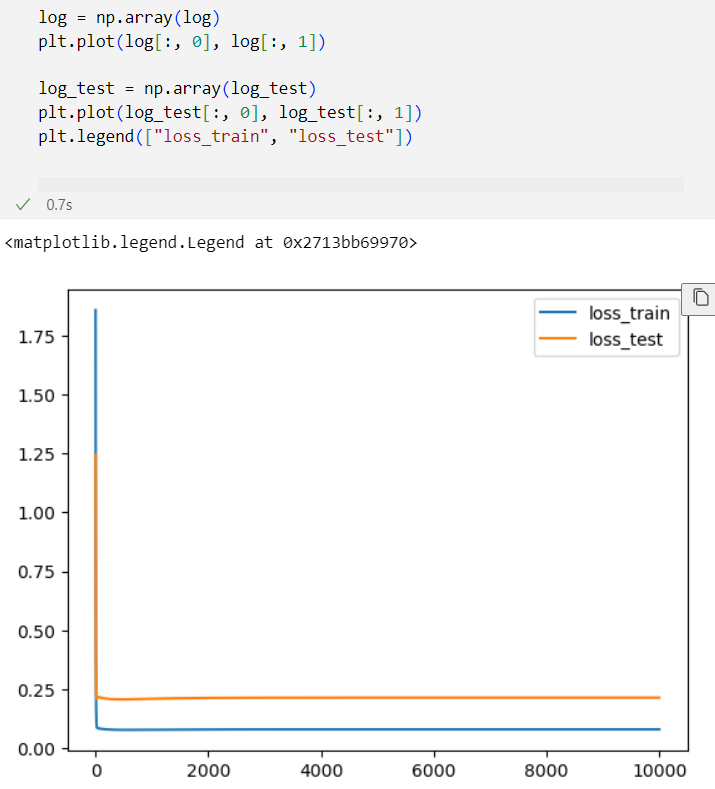 log = np.array(log)
plt.plot(log[:, 0], log[:, 1])
log_test = np.array(log_test)
plt.plot(log_test[:, 0], log_test[:, 1])
plt.legend(["loss_train", "loss_test"])
0.7s
<matplotlib.legend.Legend at 0x2713bb69970>
loss_train
loss_test
1.75
1.50
1.25
1.00
0.75
0.50
0.25
0.00
0 2000 4000 6000 8000 10000